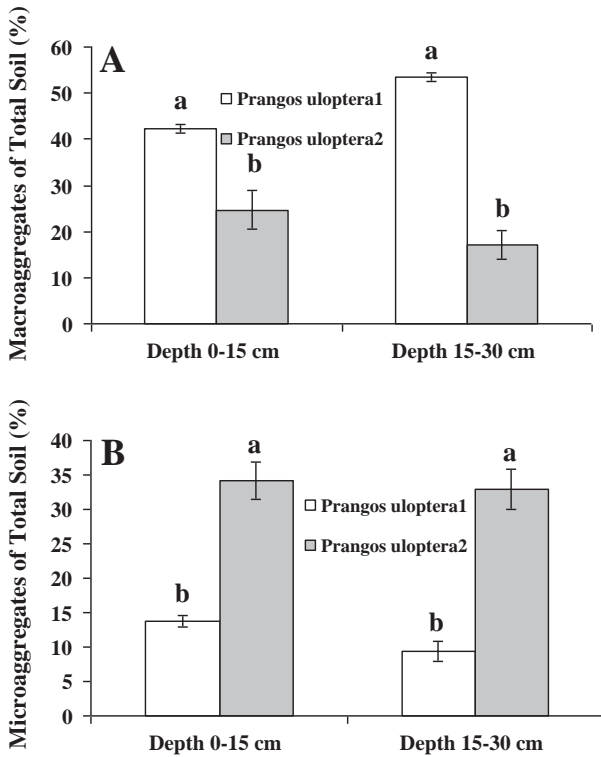 Macroaggregates of Total Soil (%)
60
50
40
30
20
10
0
A
a
b
a
b
Prangos uloptera1
Prangos uloptera2
Depth 0-15 cm
Depth 15-30 cm
Microaggregates of Total Soil (%)
40
35
30
25
20
15
10
5
0
B
b
a
b
a
Prangos uloptera1
Prangos uloptera2
Depth 0-15 cm
Depth 15-30 cm